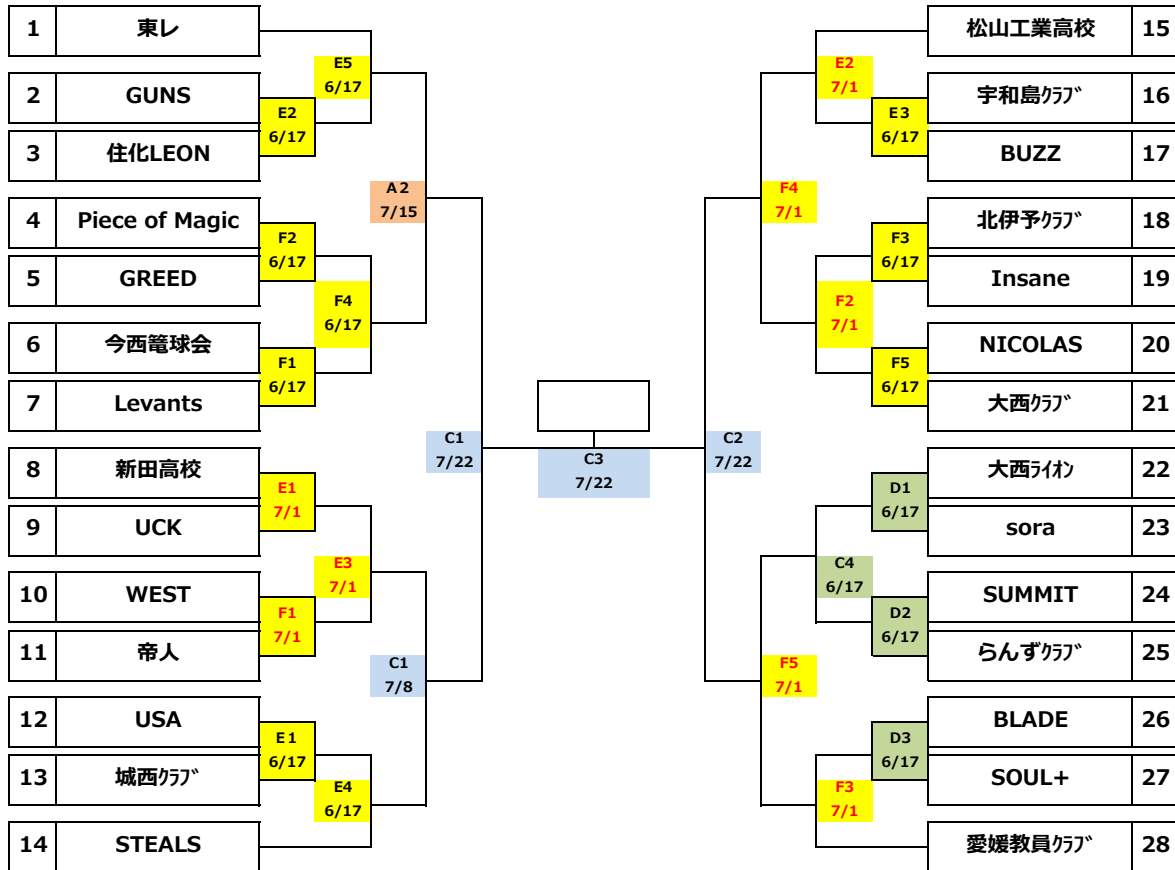 1 東レ
2 GUNS
3 住化LEON
4 Piece of Magic
5 GREED
6 今西篭球会
7 Levants
8 新田高校
9 UCK
10 WEST
11 帝人
12 USA
13 城西ｸﾗﾌﾞ
14 STEALS
E5
6/17
E2
6/17
A2
7/15
F2
6/17
F4
6/17
F1
6/17
C1
7/22
E1
7/1
E3
7/1
F1
7/1
C1
7/8
E1
6/17
E4
6/17
C3
7/22
C2
7/22
E2
7/1
E3
6/17
F4
7/1
F3
6/17
F2
7/1
F5
6/17
D1
6/17
C4
6/17
D2
6/17
F5
7/1
D3
6/17
F3
7/1
松山工業高校 15
宇和島ｸﾗﾌﾞ 16
BUZZ 17
北伊予ｸﾗﾌﾞ 18
Insane 19
NICOLAS 20
大西ｸﾗﾌﾞ 21
大西ﾗｲｵﾝ 22
sora 23
SUMMIT 24
らんずｸﾗﾌﾞ 25
BLADE 26
SOUL+ 27
愛媛教員ｸﾗﾌﾞ 28